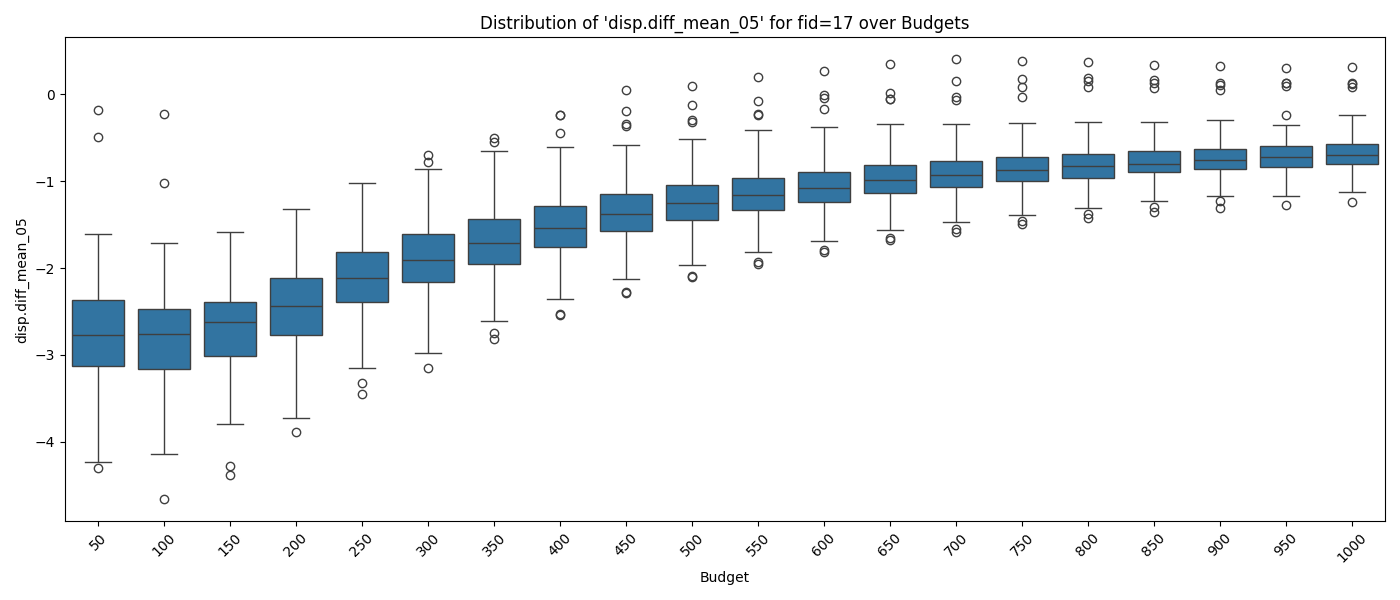 Distribution of 'disp.diff_mean_05' for fid=17 over Budgets
disp.diff_mean_05
0
−1
−2
−3
−4
50 100 150 200 250 300 350 400 450 500 550 600 650 700 750 800 850 900 950 1000
Budget